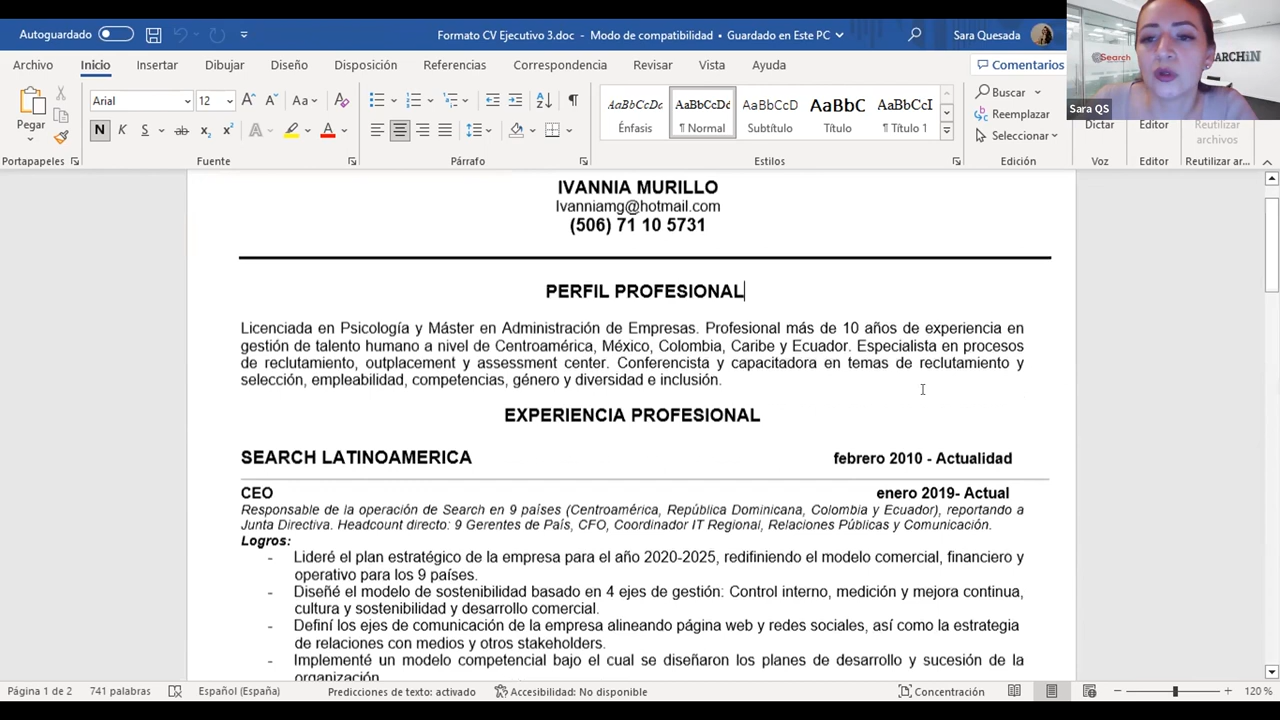 Autoguardado
Formato CV Ejecutivo 3.doc - Modo de compatibilidad • Guardado en Este PC
Sara Quesada
Archivo Inicio Insertar Dibujar Diseño Disposición Referencias Correspondencia Revisar Vista Ayuda
Comentarios
Pegar
Arial 12
Aa
N K S ab x₂ x² A A
AaBbCcDc AaBbCcDc AaBbCcD AaBbC AaBbCcI
Énfasis ¶ Normal Subtítulo Título ¶ Título 1
Buscar
Reemplazar
Seleccionar
Dictar Editor Reutilizar archivos
Portapapeles Fuente Párrafo Estilos Edición Voz Editor Reutilizar ar...
Search
Sara QS
IVANNIA MURILLO
Ivanniamg@hotmail.com
(506) 71 10 5731
PERFIL PROFESIONAL
Licenciada en Psicología y Máster en Administración de Empresas. Profesional más de 10 años de experiencia en
gestión de talento humano a nivel de Centroamérica, México, Colombia, Caribe y Ecuador. Especialista en procesos
de reclutamiento, outplacement y assessment center. Conferencista y capacitadora en temas de reclutamiento y
selección, empleabilidad, competencias, género y diversidad e inclusión.
EXPERIENCIA PROFESIONAL
SEARCH LATINOAMERICA febrero 2010 - Actualidad
CEO enero 2019- Actual
Responsable de la operación de Search en 9 países (Centroamérica, República Dominicana, Colombia y Ecuador), reportando a
Junta Directiva. Headcount directo: 9 Gerentes de País, CFO, Coordinador IT Regional, Relaciones Públicas y Comunicación.
Logros:
- Lideré el plan estratégico de la empresa para el año 2020-2025, redifiniendo el modelo comercial, financiero y
operativo para los 9 países.
- Diseñé el modelo de sostenibilidad basado en 4 ejes de gestión: Control interno, medición y mejora continua,
cultura y sostenibilidad y desarrollo comercial.
- Definí los ejes de comunicación de la empresa alineando página web y redes sociales, así como la estrategia
de relaciones con medios y otros stakeholders.
- Implementé un modelo competencial bajo el cual se diseñaron los planes de desarrollo y sucesión de la
organización.
Página 1 de 2 741 palabras Español (España) Predicciones de texto: activado Accesibilidad: No disponible Concentración 120 %